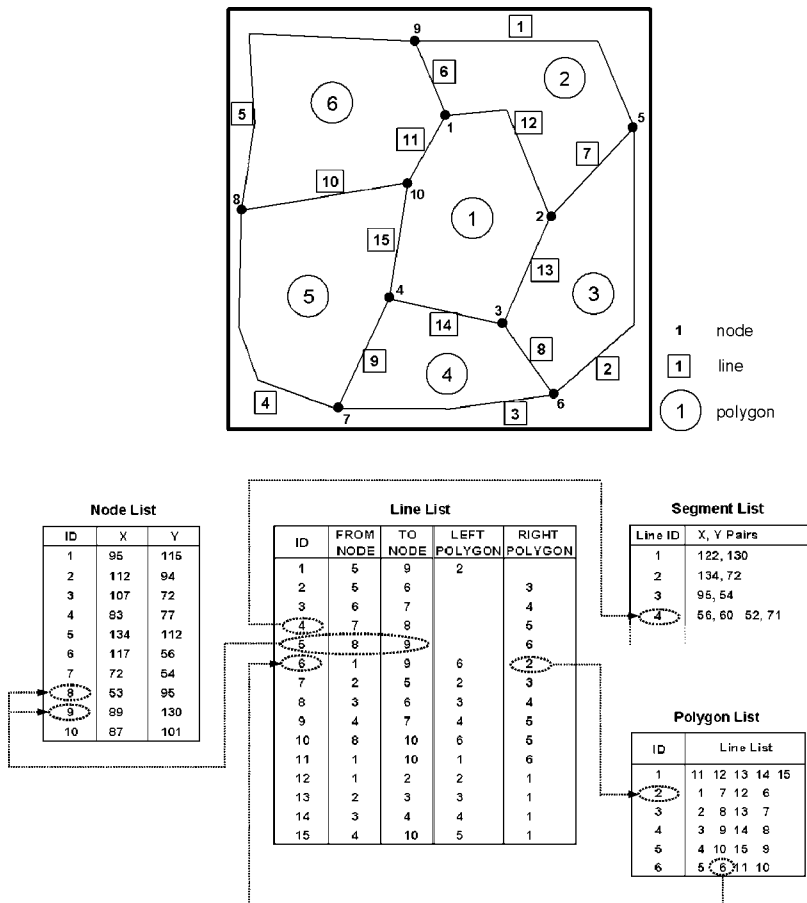 9
1
6
2
6
5
1
12
5
11
7
10
8
10
1
2
15
13
5
3
4
3
14
8
9
4
2
4
3
6
7
1 node
1 line
1 polygon
Node List
ID X Y
1 95 115
2 112 94
3 107 72
4 83 77
5 134 112
6 117 56
7 72 54
8 53 95
9 89 130
10 87 101
Line List
ID FROM NODE TO NODE LEFT POLYGON RIGHT POLYGON
1 5 9 2
2 5 6 3
3 6 7 4
4 7 8 5
5 8 9 6
6 1 9 6 2
7 2 5 2 3
8 3 6 3 4
9 4 7 4 5
10 8 10 6 5
11 1 10 1 6
12 1 2 2 1
13 2 3 3 1
14 3 4 4 1
15 4 10 5 1
Segment List
Line ID X, Y Pairs
1 122, 130
2 134, 72
3 95, 54
4 56, 60 52, 71
Polygon List
ID Line List
1 11 12 13 14 15
2 1 7 12 6
3 2 8 13 7
4 3 9 14 8
5 4 10 15 9
6 5 6 11 10